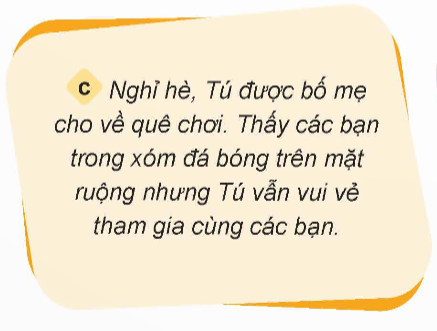 c Nghỉ hè, Tú được bố mẹ
cho về quê chơi. Thấy các bạn
trong xóm đá bóng trên mặt
ruộng nhưng Tú vẫn vui vẻ
tham gia cùng các bạn.